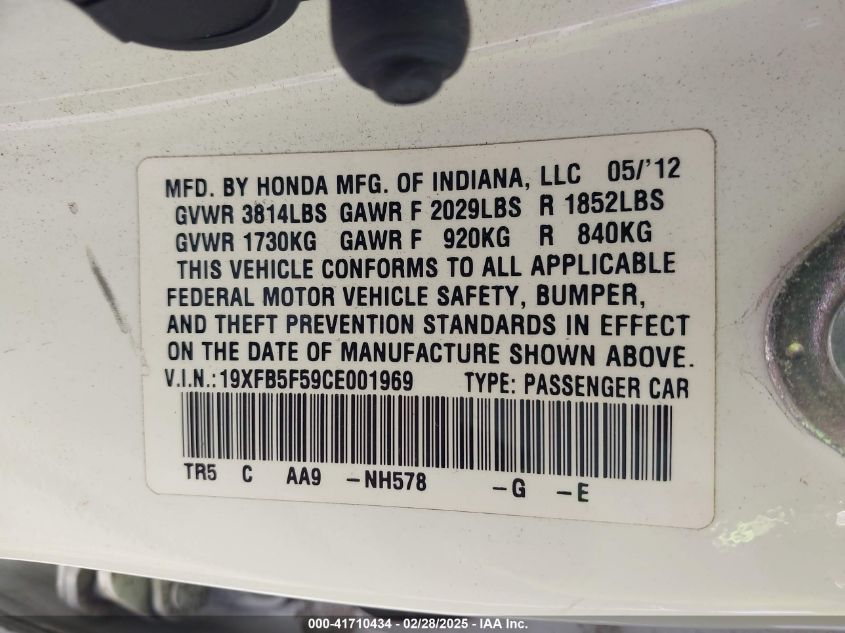 MFD. BY HONDA MFG. OF INDIANA, LLC 05/'12
GVWR 3814LBS GAWR F 2029LBS R 1852LBS
GVWR 1730KG GAWR F 920KG R 840KG
THIS VEHICLE CONFORMS TO ALL APPLICABLE
FEDERAL MOTOR VEHICLE SAFETY, BUMPER,
AND THEFT PREVENTION STANDARDS IN EFFECT
ON THE DATE OF MANUFACTURE SHOWN ABOVE.
V.I.N.:19XFB5F59CE001969 TYPE: PASSENGER CAR
TR5 C AA9 -NH578 -G -E
000-41710434 - 02/28/2025 - IAA Inc.